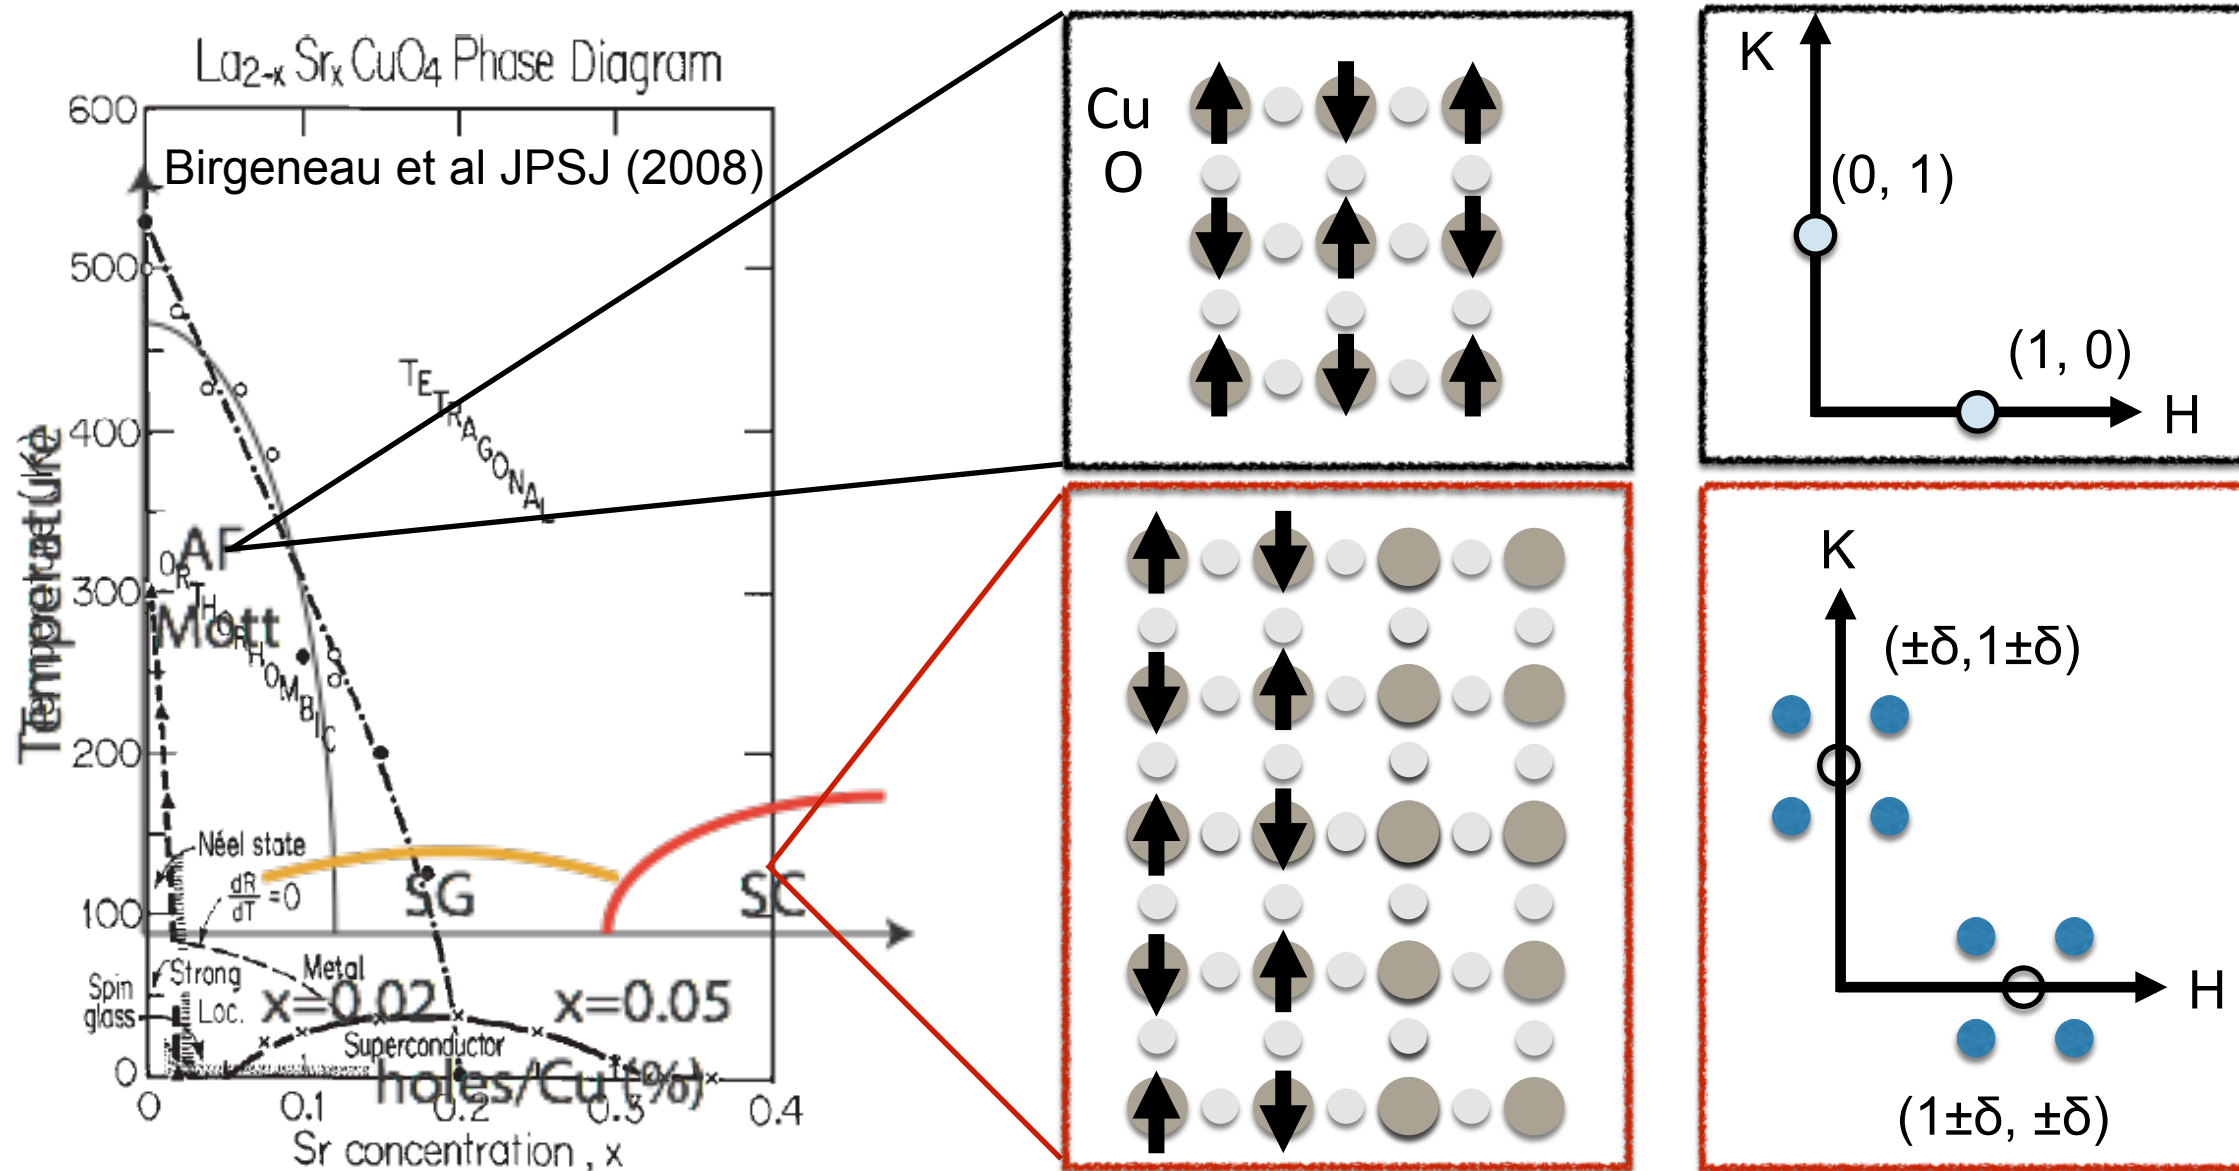 La2-x Srx CuO4 Phase Diagram
Birgeneau et al JPSJ (2008)
600
500
400
300
200
100
0
Temperature
TETRAGONAL
ORTHORHOMBIC
AF
Mott
Néel state
dR/dT =0
SG
SC
Strong
Loc.
Metal
Spin
glass
x=0.02
x=0.05
Superconductor
holes/Cu (%)
0
0.1
0.2
0.3
0.4
Sr concentration , x
Cu
O
K
(0, 1)
(1, 0)
H
K
(±δ,1±δ)
H
(1±δ, ±δ)